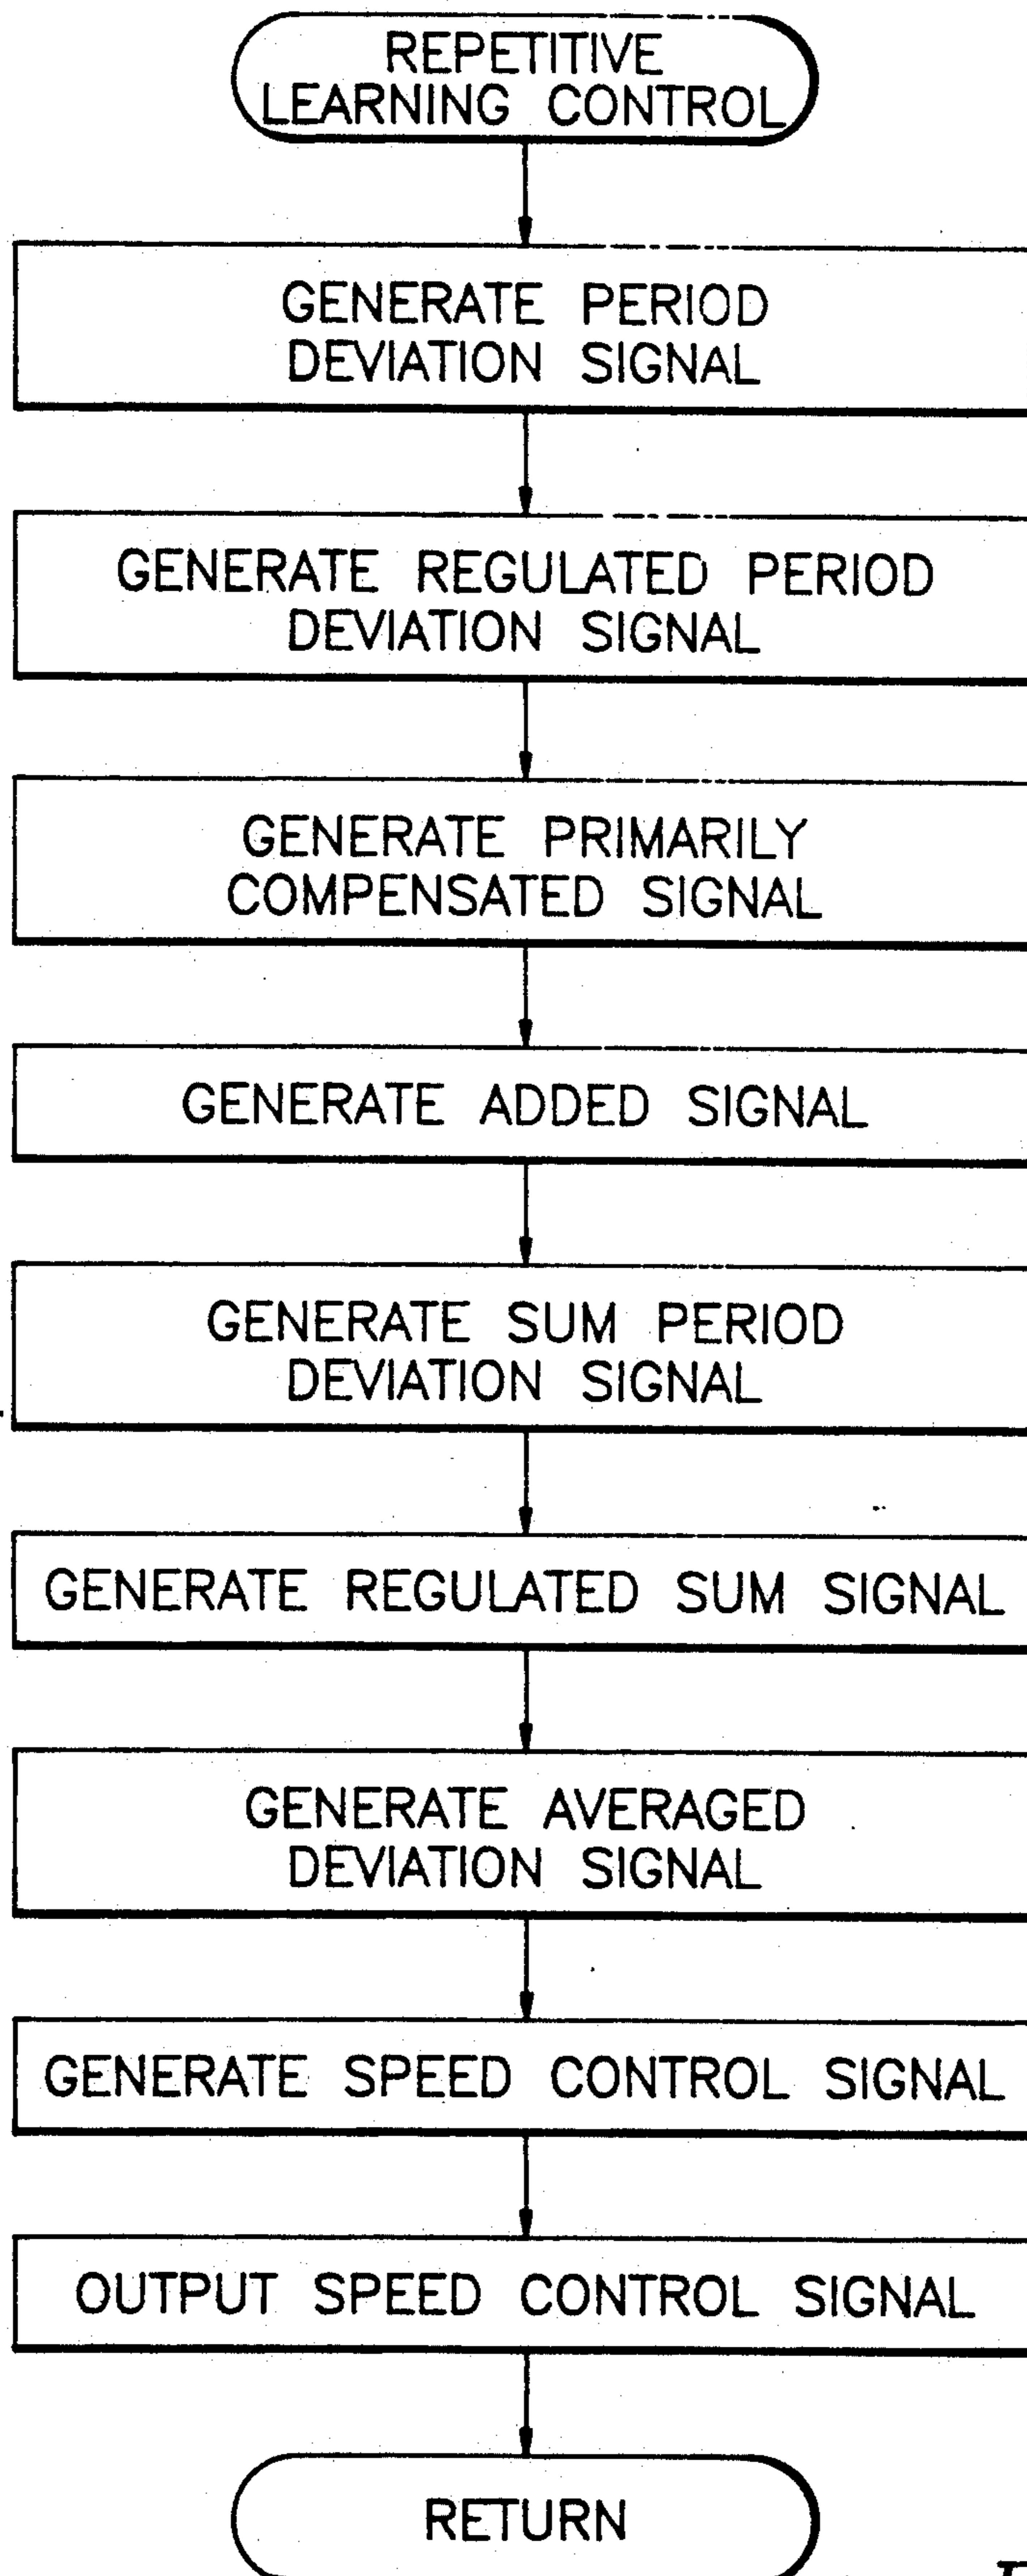 REPETITIVE
LEARNING CONTROL
GENERATE PERIOD
DEVIATION SIGNAL
GENERATE REGULATED PERIOD
DEVIATION SIGNAL
GENERATE PRIMARILY
COMPENSATED SIGNAL
GENERATE ADDED SIGNAL
GENERATE SUM PERIOD
DEVIATION SIGNAL
GENERATE REGULATED SUM SIGNAL
GENERATE AVERAGED
DEVIATION SIGNAL
GENERATE SPEED CONTROL SIGNAL
OUTPUT SPEED CONTROL SIGNAL
RETURN